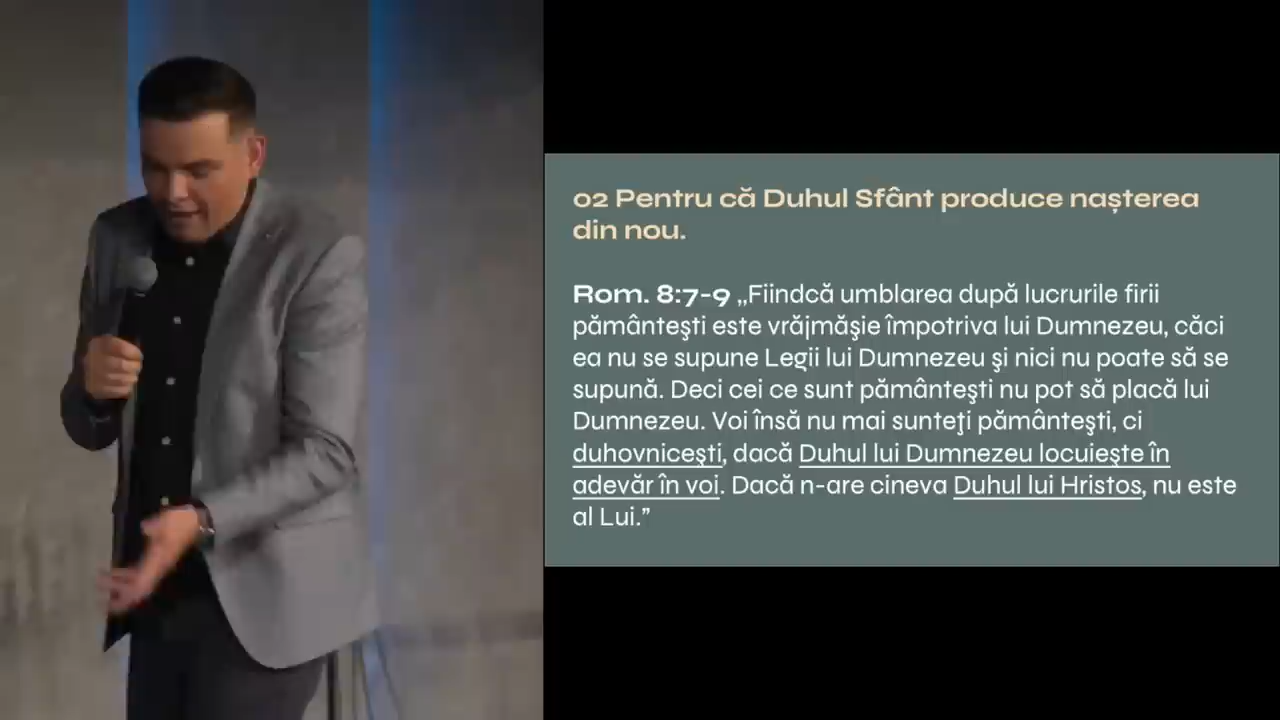 02 Pentru că Duhul Sfânt produce nașterea
din nou.
Rom. 8:7-9 „Fiindcă umblarea după lucrurile firii
pământeşti este vrăjmăşie împotriva lui Dumnezeu, căci
ea nu se supune Legii lui Dumnezeu şi nici nu poate să se
supună. Deci cei ce sunt pământeşti nu pot să placă lui
Dumnezeu. Voi însă nu mai sunteţi pământeşti, ci
duhovniceşti, dacă Duhul lui Dumnezeu locuieşte în
adevăr în voi. Dacă n-are cineva Duhul lui Hristos, nu este
al Lui.”